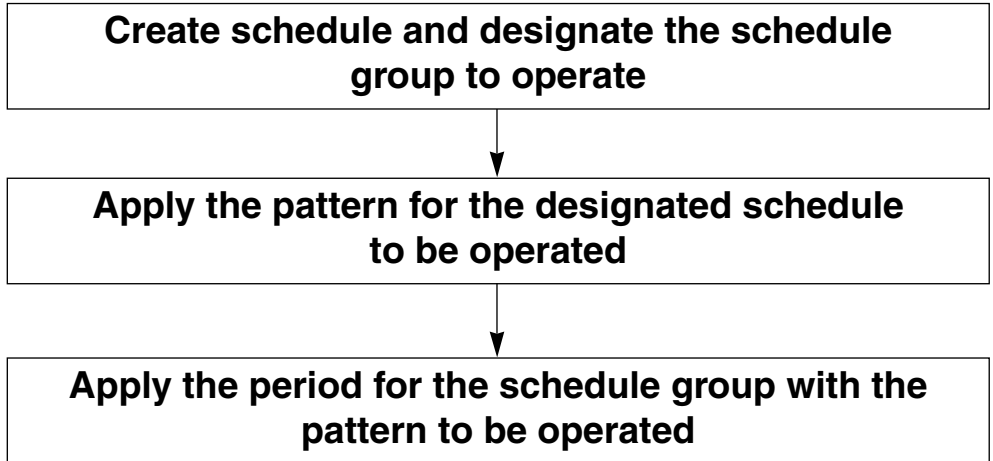 Create schedule and designate the schedule
group to operate
Apply the pattern for the designated schedule
to be operated
Apply the period for the schedule group with the
pattern to be operated